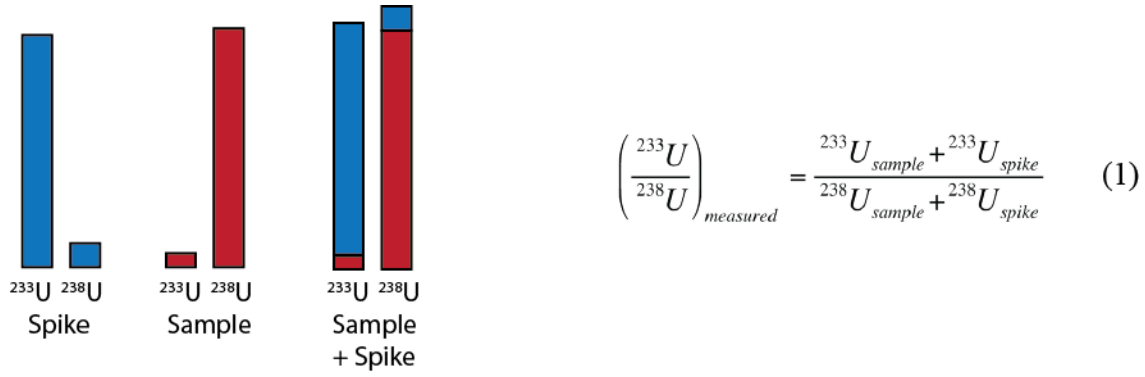 ²³³U ²³⁸U
Spike
²³³U ²³⁸U
Sample
²³³U ²³⁸U
Sample
+ Spike
(²³³U / ²³⁸U)measured = (²³³Usample + ²³³Uspike) / (²³⁸Usample + ²³⁸Uspike) (1)